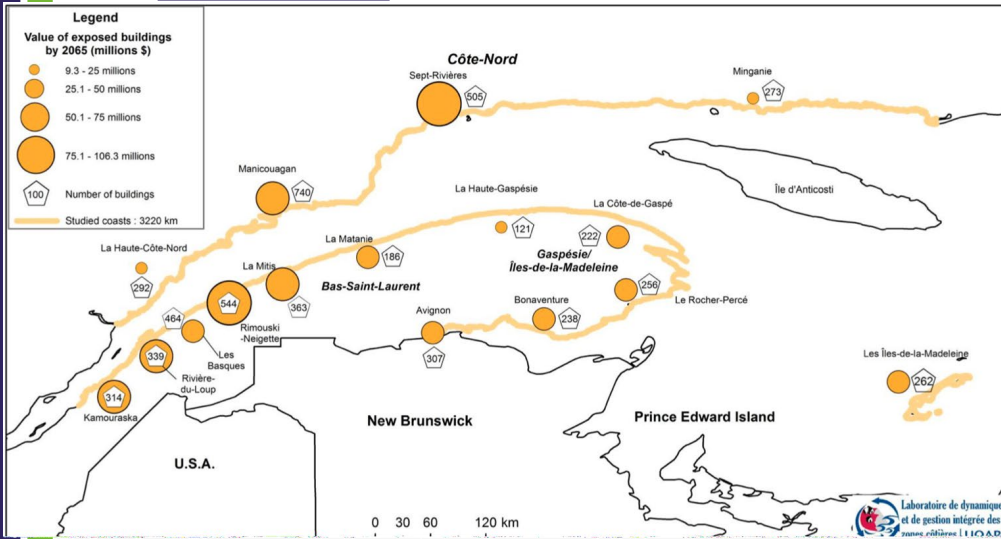 Legend
Value of exposed buildings
by 2065 (millions $)
9.3 - 25 millions
25.1 - 50 millions
50.1 - 75 millions
75.1 - 106.3 millions
100 Number of buildings
Studied coasts : 3220 km
Côte-Nord
Sept-Rivières
505
Minganie
273
Manicouagan
740
Île d'Anticosti
La Haute-Gaspésie
121
La Côte-de-Gaspé
222
La Haute-Côte-Nord
292
La Matanie
186
Gaspésie/
Îles-de-la-Madeleine
La Mitis
363
Bas-Saint-Laurent
256
Le Rocher-Percé
544
Rimouski
-Neigette
464
Les
Basques
Avignon
307
Bonaventure
238
339
Rivière-
du-Loup
314
Kamouraska
Les Îles-de-la-Madeleine
262
New Brunswick
Prince Edward Island
U.S.A.
0 30 60 120 km
Laboratoire de dynamique
et de gestion intégrée des
zones côtières | UQAR